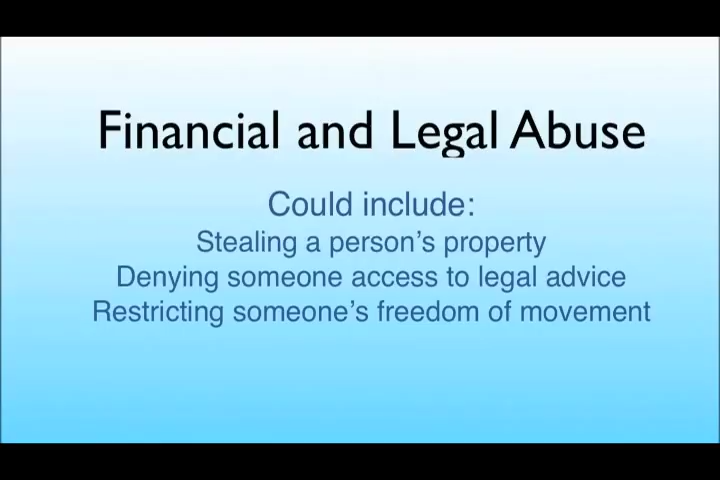 Financial and Legal Abuse
Could include:
Stealing a person’s property
Denying someone access to legal advice
Restricting someone’s freedom of movement